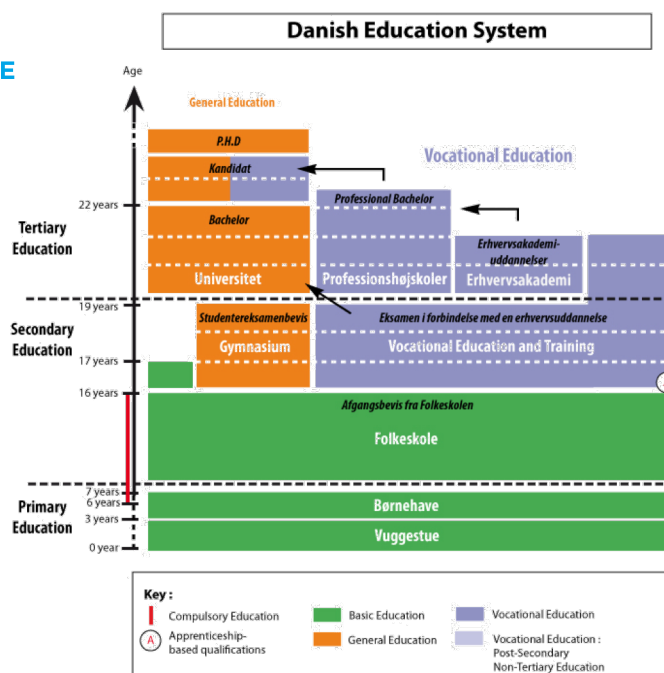 Danish Education System
E
Age
General Education
P.H.D
Vocational Education
Kandidat
Professional Bachelor
22 years
Bachelor
Tertiary
Education
Erhvervsakademi-
uddannelser
Universitet
Professionshøjskoler
Erhvervsakademi
19 years
Studentereksamenbevis
Eksamen i forbindelse med en erhvervsuddannelse
Secondary
Education
Gymnasium
Vocational Education and Training
17 years
16 years
Afgangsbevis fra Folkeskolen
Folkeskole
7 years
6 years
Primary
Education
Børnehave
3 years
Vuggestue
0 year
Key :
Compulsory Education
Basic Education
Vocational Education
A
Apprenticeship-
based qualifications
General Education
Vocational Education :
Post-Secondary
Non-Tertiary Education